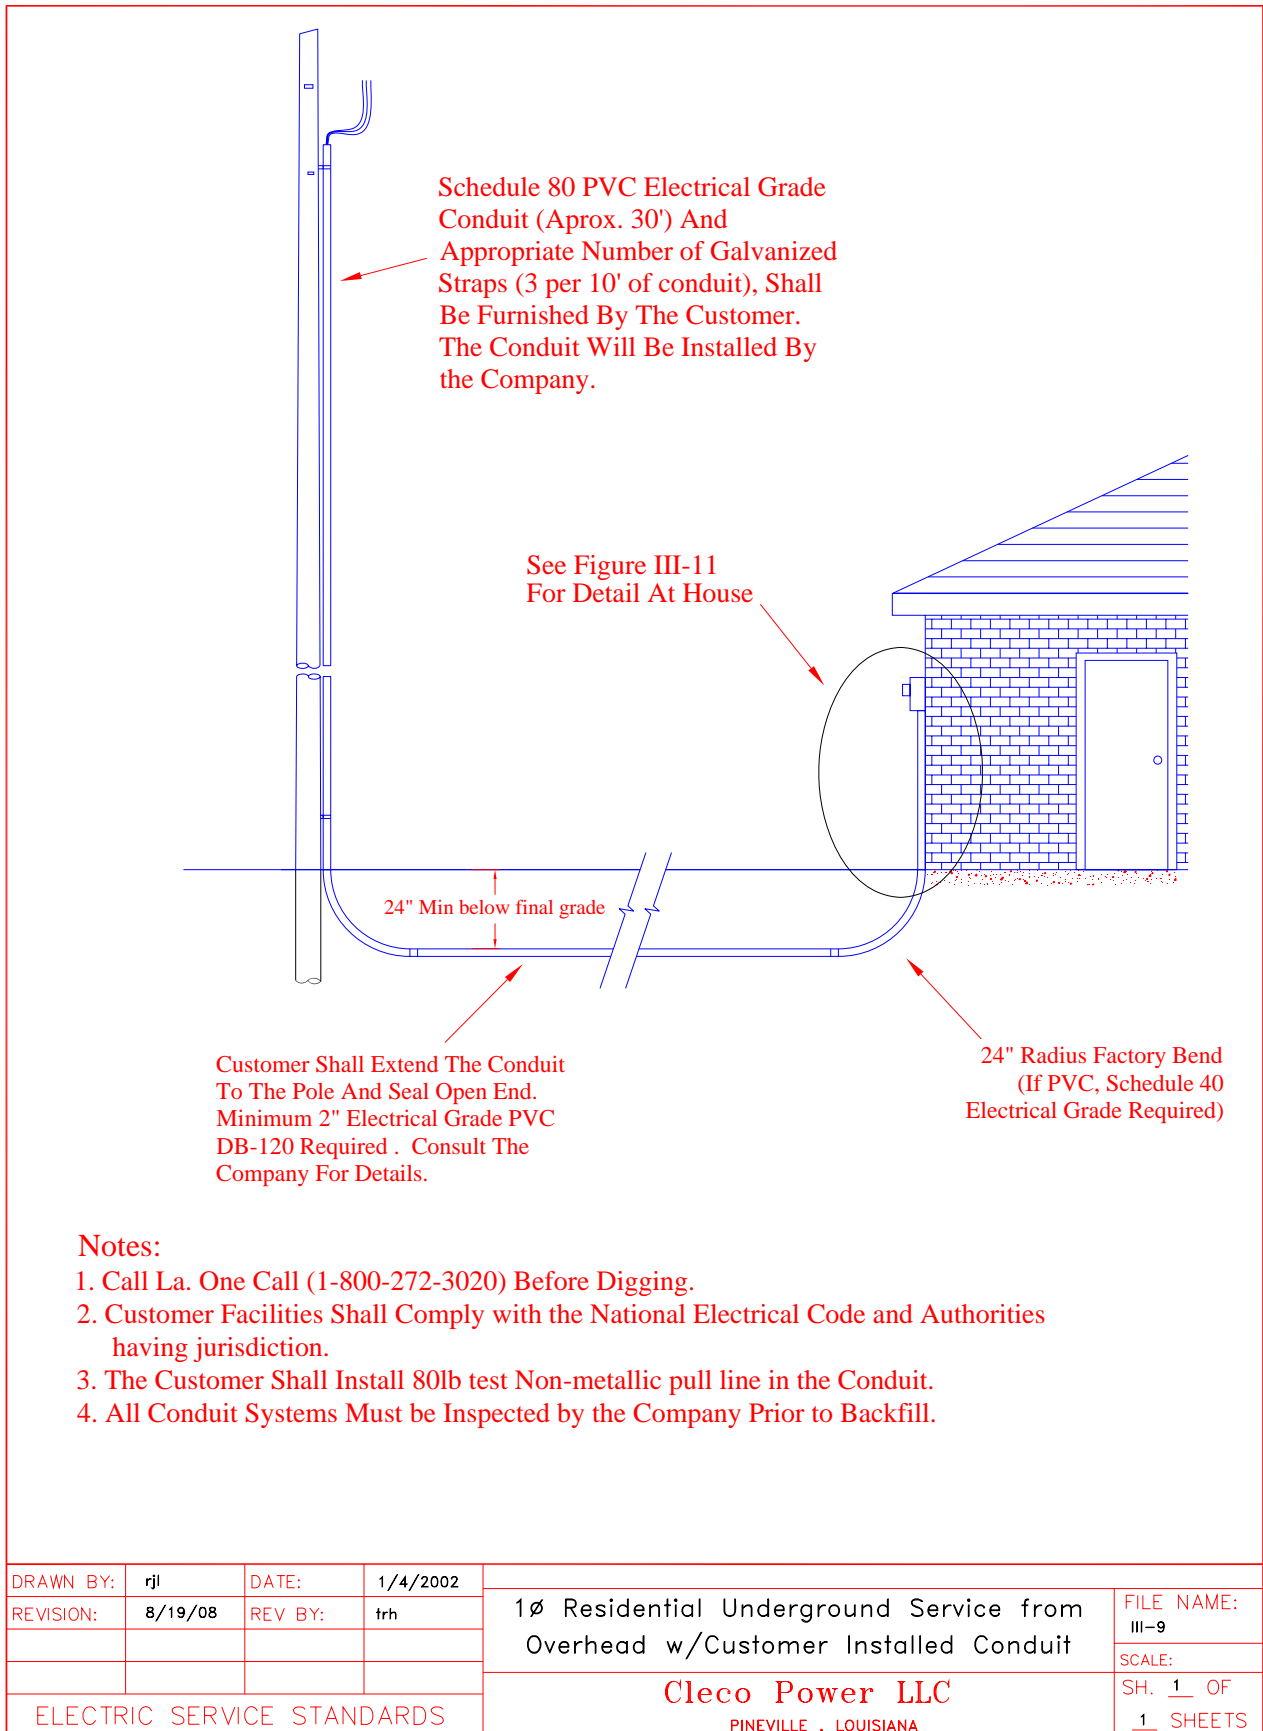 Schedule 80 PVC Electrical Grade
Conduit (Aprox. 30') And
Appropriate Number of Galvanized
Straps (3 per 10' of conduit), Shall
Be Furnished By The Customer.
The Conduit Will Be Installed By
the Company.
See Figure III-11
For Detail At House
24" Min below final grade
Customer Shall Extend The Conduit
To The Pole And Seal Open End.
Minimum 2" Electrical Grade PVC
DB-120 Required . Consult The
Company For Details.
24" Radius Factory Bend
(If PVC, Schedule 40
Electrical Grade Required)
Notes:
1. Call La. One Call (1-800-272-3020) Before Digging.
2. Customer Facilities Shall Comply with the National Electrical Code and Authorities
having jurisdiction.
3. The Customer Shall Install 80lb test Non-metallic pull line in the Conduit.
4. All Conduit Systems Must be Inspected by the Company Prior to Backfill.
DRAWN BY: rjl DATE: 1/4/2002
REVISION: 8/19/08 REV BY: trh
ELECTRIC SERVICE STANDARDS
1ø Residential Underground Service from
Overhead w/Customer Installed Conduit
Cleco Power LLC
PINEVILLE , LOUISIANA
FILE NAME:
III-9
SCALE:
SH. 1 OF
1 SHEETS